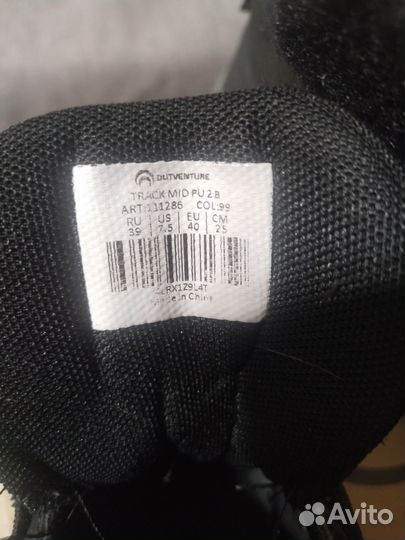 OUTVENTURE
TRACK MID PU 2 B
ART:111286 COL:99
RU US EU CM
39 7.5 40 25
Made in China
Avito